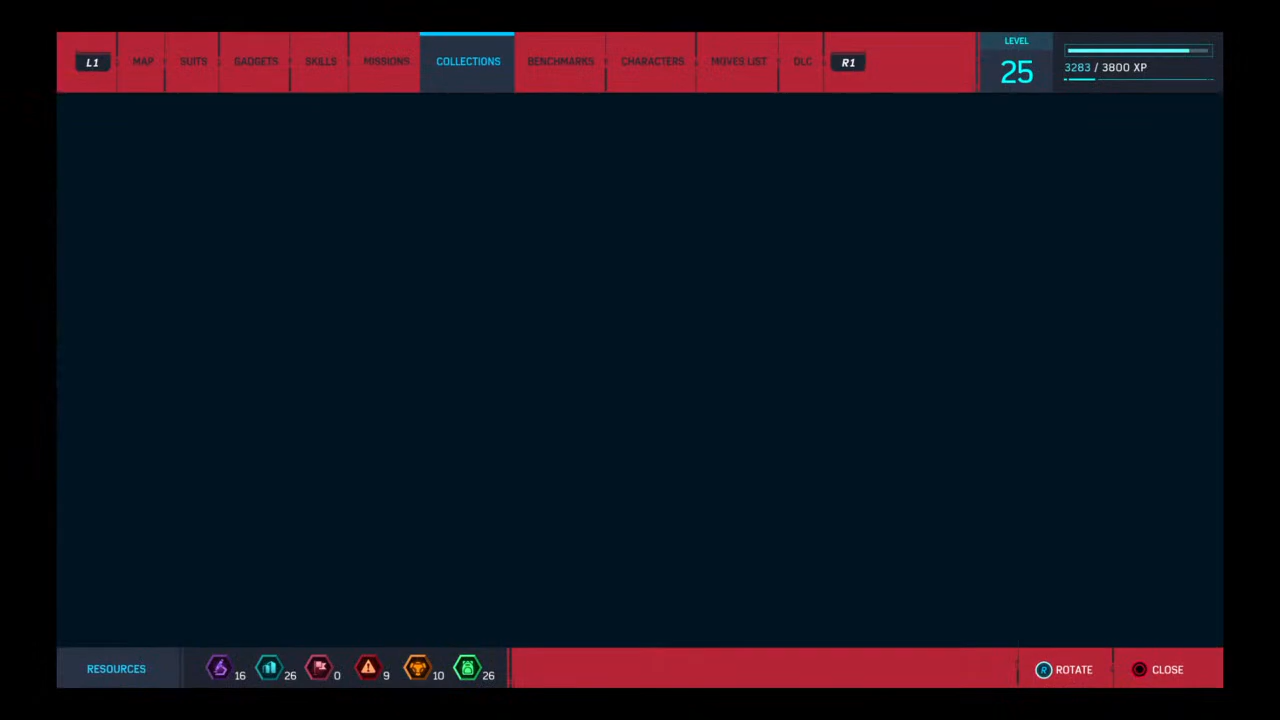 L1 MAP SUITS GADGETS SKILLS MISSIONS COLLECTIONS BENCHMARKS CHARACTERS MOVES LIST DLC R1
LEVEL
25
3283 / 3800 XP
RESOURCES 16 26 0 9 10 26 R ROTATE CLOSE